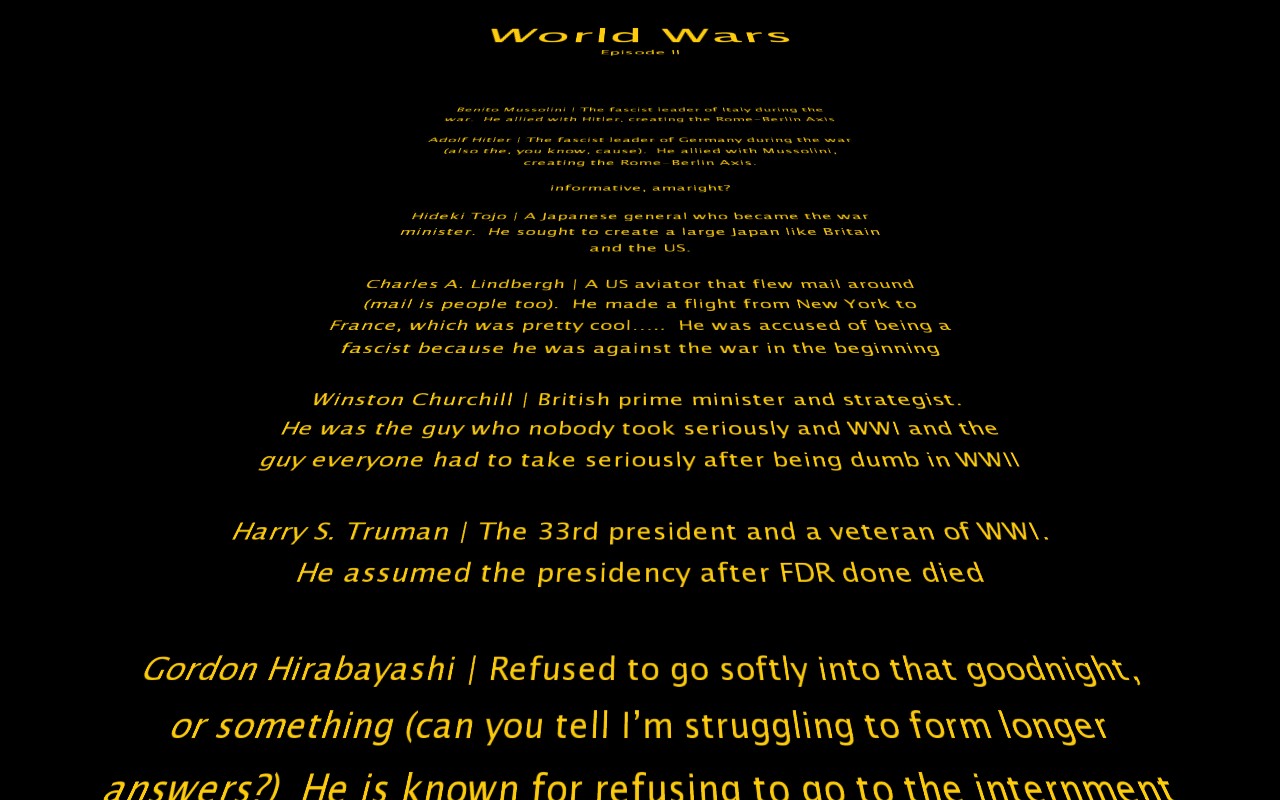 World Wars
Episode II
Benito Mussolini | The fascist leader of Italy during the
war.  He allied with Hitler, creating the Rome-Berlin Axis
Adolf Hitler | The fascist leader of Germany during the war
(also the, you know, cause).  He allied with Mussolini,
creating the Rome-Berlin Axis.
informative, amaright?
Hideki Tojo | A Japanese general who became the war
minister.  He sought to create a large Japan like Britain
and the US.
Charles A. Lindbergh | A US aviator that flew mail around
(mail is people too).  He made a flight from New York to
France, which was pretty cool.....  He was accused of being a
fascist because he was against the war in the beginning
Winston Churchill | British prime minister and strategist.
He was the guy who nobody took seriously and WWI and the
guy everyone had to take seriously after being dumb in WWII
Harry S. Truman | The 33rd president and a veteran of WWI.
He assumed the presidency after FDR done died
Gordon Hirabayashi | Refused to go softly into that goodnight,
or something (can you tell I’m struggling to form longer
answers?)  He is known for refusing to go to the internment